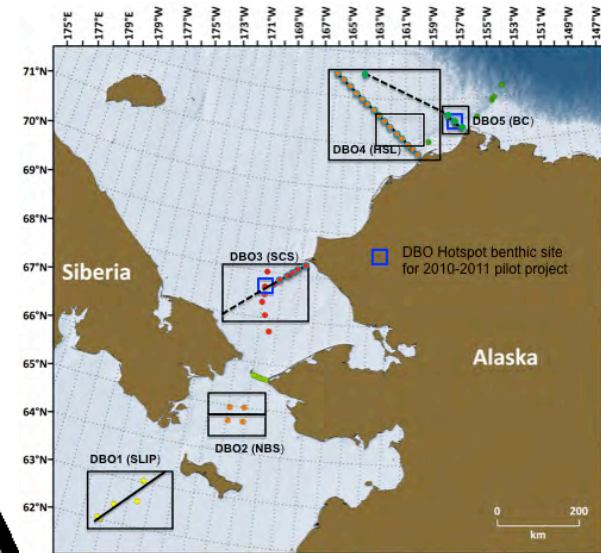 175°E
177°E
179°E
175°W
173°W
171°W
169°W
167°W
165°W
163°W
161°W
159°W
157°W
155°W
153°W
151°W
149°W
147°W
71°N
70°N
69°N
68°N
67°N
66°N
65°N
64°N
63°N
62°N
DBO5 (BC)
DBO4 (HSL)
DBO3 (SCS)
DBO Hotspot benthic site
for 2010-2011 pilot project
Siberia
Alaska
DBO2 (NBS)
DBO1 (SLIP)
0 200
km